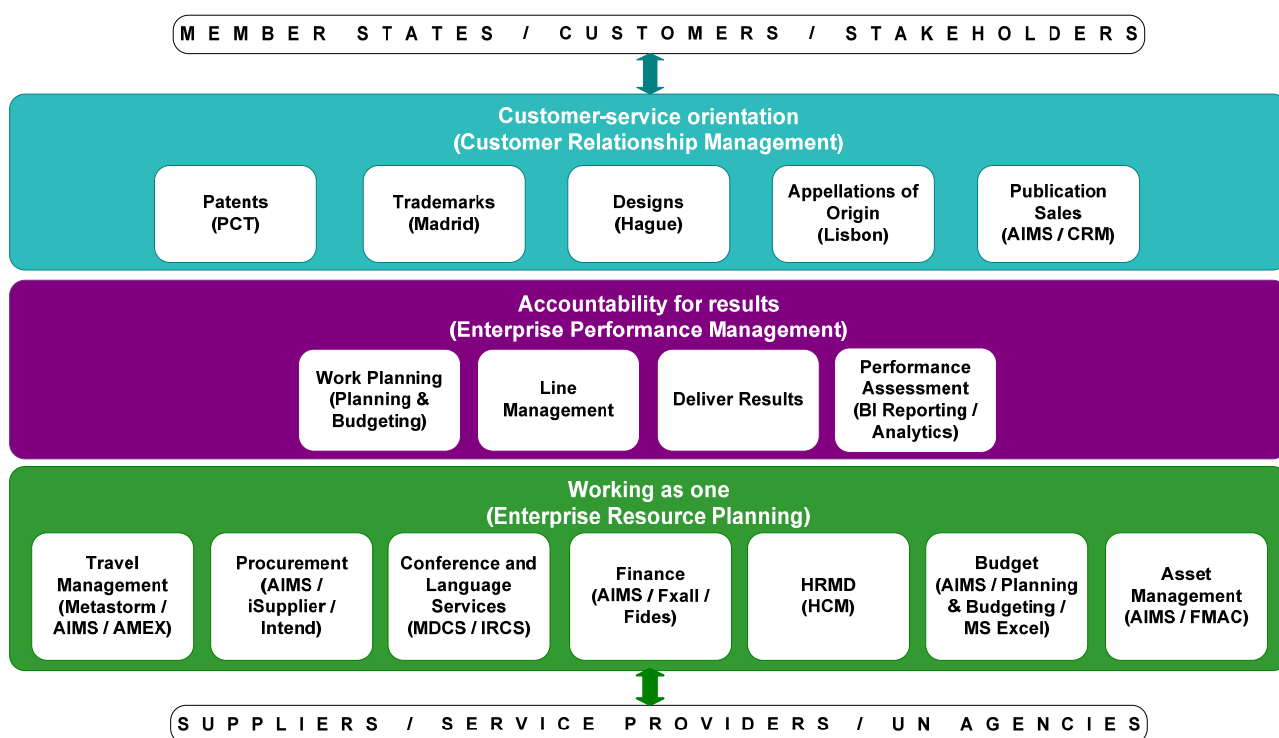 MEMBER STATES / CUSTOMERS / STAKEHOLDERS
Customer-service orientation
(Customer Relationship Management)
Patents
(PCT)
Trademarks
(Madrid)
Designs
(Hague)
Appellations of
Origin
(Lisbon)
Publication
Sales
(AIMS / CRM)
Accountability for results
(Enterprise Performance Management)
Work Planning
(Planning &
Budgeting)
Line
Management
Deliver Results
Performance
Assessment
(BI Reporting /
Analytics)
Working as one
(Enterprise Resource Planning)
Travel
Management
(Metastorm /
AIMS / AMEX)
Procurement
(AIMS /
iSupplier /
Intend)
Conference and
Language
Services
(MDCS / IRCS)
Finance
(AIMS / Fxall /
Fides)
HRMD
(HCM)
Budget
(AIMS / Planning
& Budgeting /
MS Excel)
Asset
Management
(AIMS / FMAC)
SUPPLIERS / SERVICE PROVIDERS / UN AGENCIES